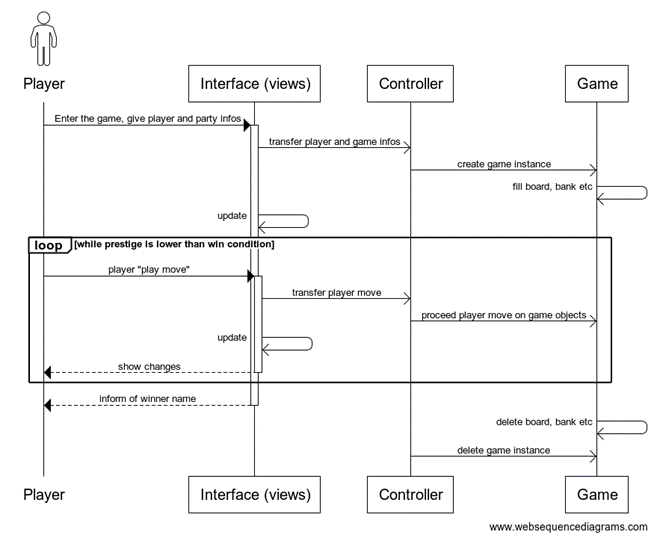 Player
Interface (views)
Controller
Game
Enter the game, give player and party infos
transfer player and game infos
create game instance
fill board, bank etc
update
loop
[while prestige is lower than win condition]
player "play move"
transfer player move
proceed player move on game objects
update
show changes
inform of winner name
delete board, bank etc
delete game instance
Player
Interface (views)
Controller
Game
www.websequencediagrams.com